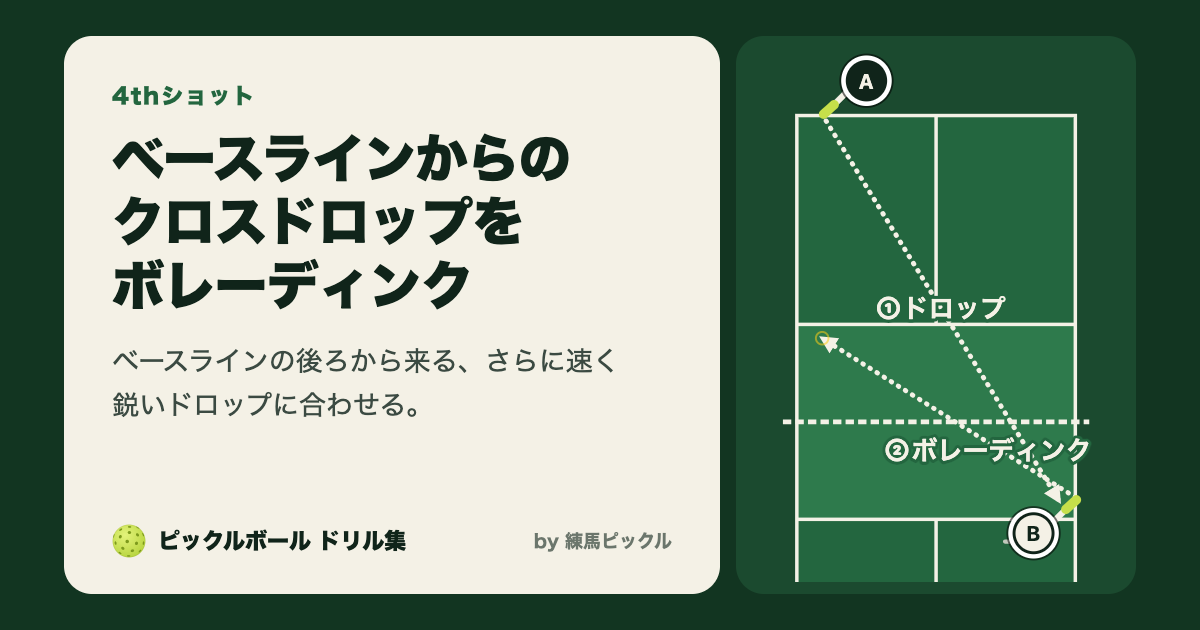 4thショット
ベースラインからの
クロスドロップを
ボレーディンク
ベースラインの後ろから来る、さらに速く
鋭いドロップに合わせる。
ピックルボール ドリル集
by 練馬ピックル
A
①ドロップ
②ボレーディンク
B